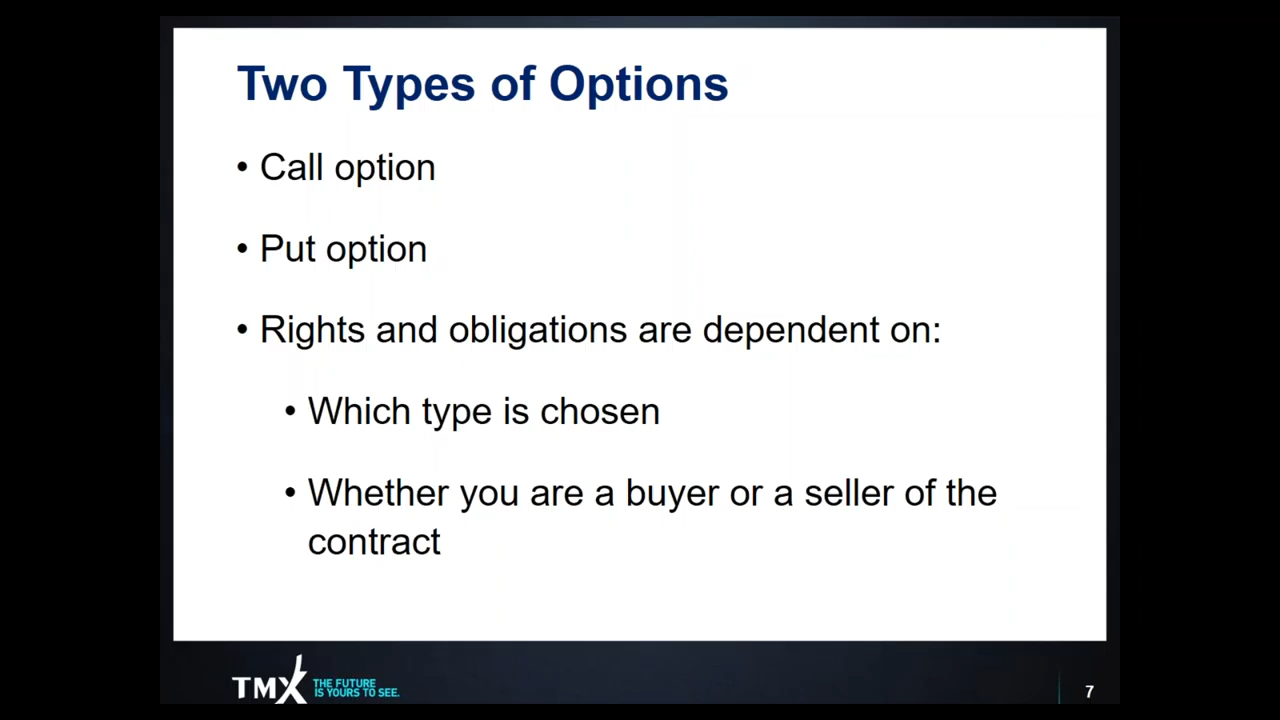 Two Types of Options
• Call option
• Put option
• Rights and obligations are dependent on:
• Which type is chosen
• Whether you are a buyer or a seller of the
contract
TMX THE FUTURE
IS YOURS TO SEE.
7